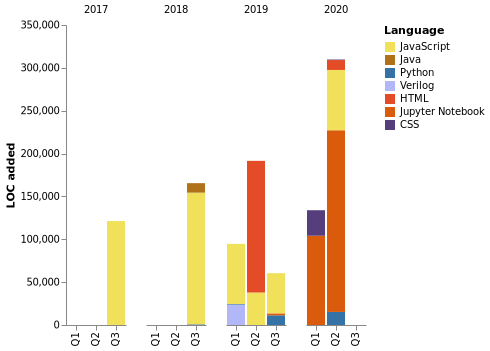 2017 2018 2019 2020
Language
JavaScript
Java
Python
Verilog
HTML
Jupyter Notebook
CSS
LOC added
350,000
300,000
250,000
200,000
150,000
100,000
50,000
0
Q1 Q2 Q3 Q1 Q2 Q3 Q1 Q2 Q3 Q1 Q2 Q3